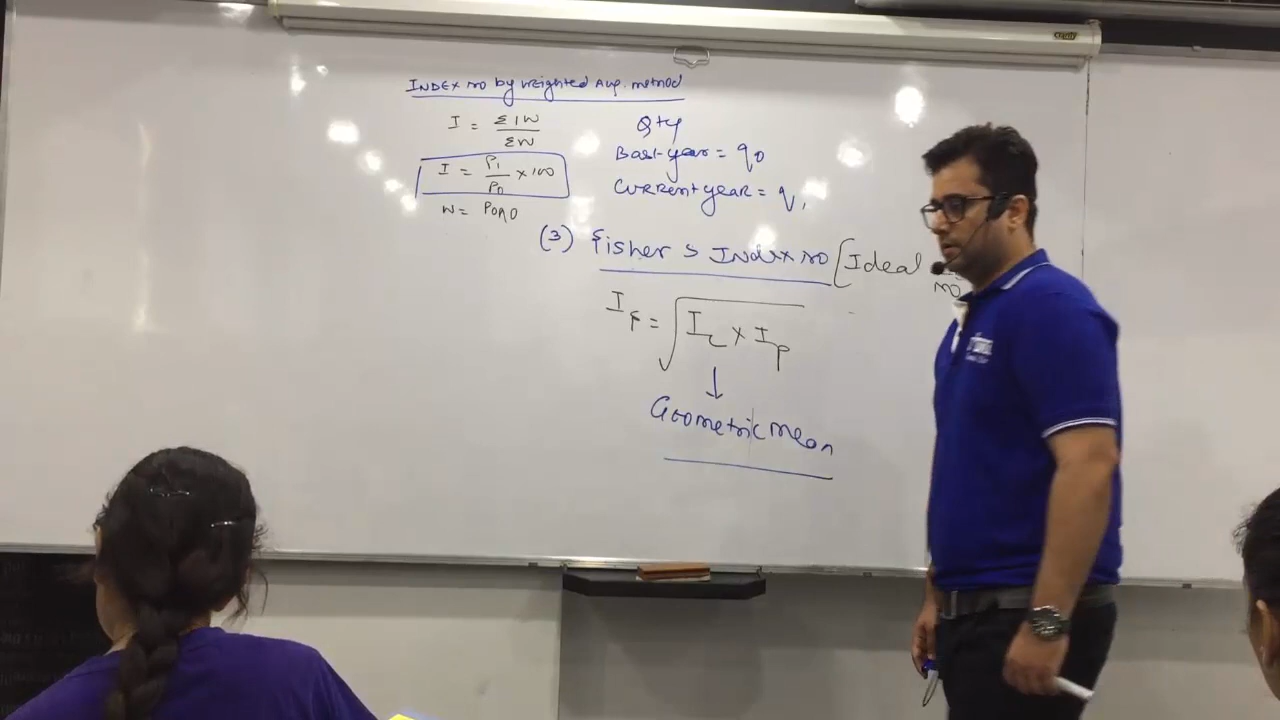 INDEX NO by weighted Avg. method
I = ΣIW / ΣW
I = P1 / P0 × 100
W = P0q0
Qty
Base year = q0
Current year = q1
(3) Fisher's Index no [Ideal
no
IF = √(IL × IP)
↓
Geometric mean